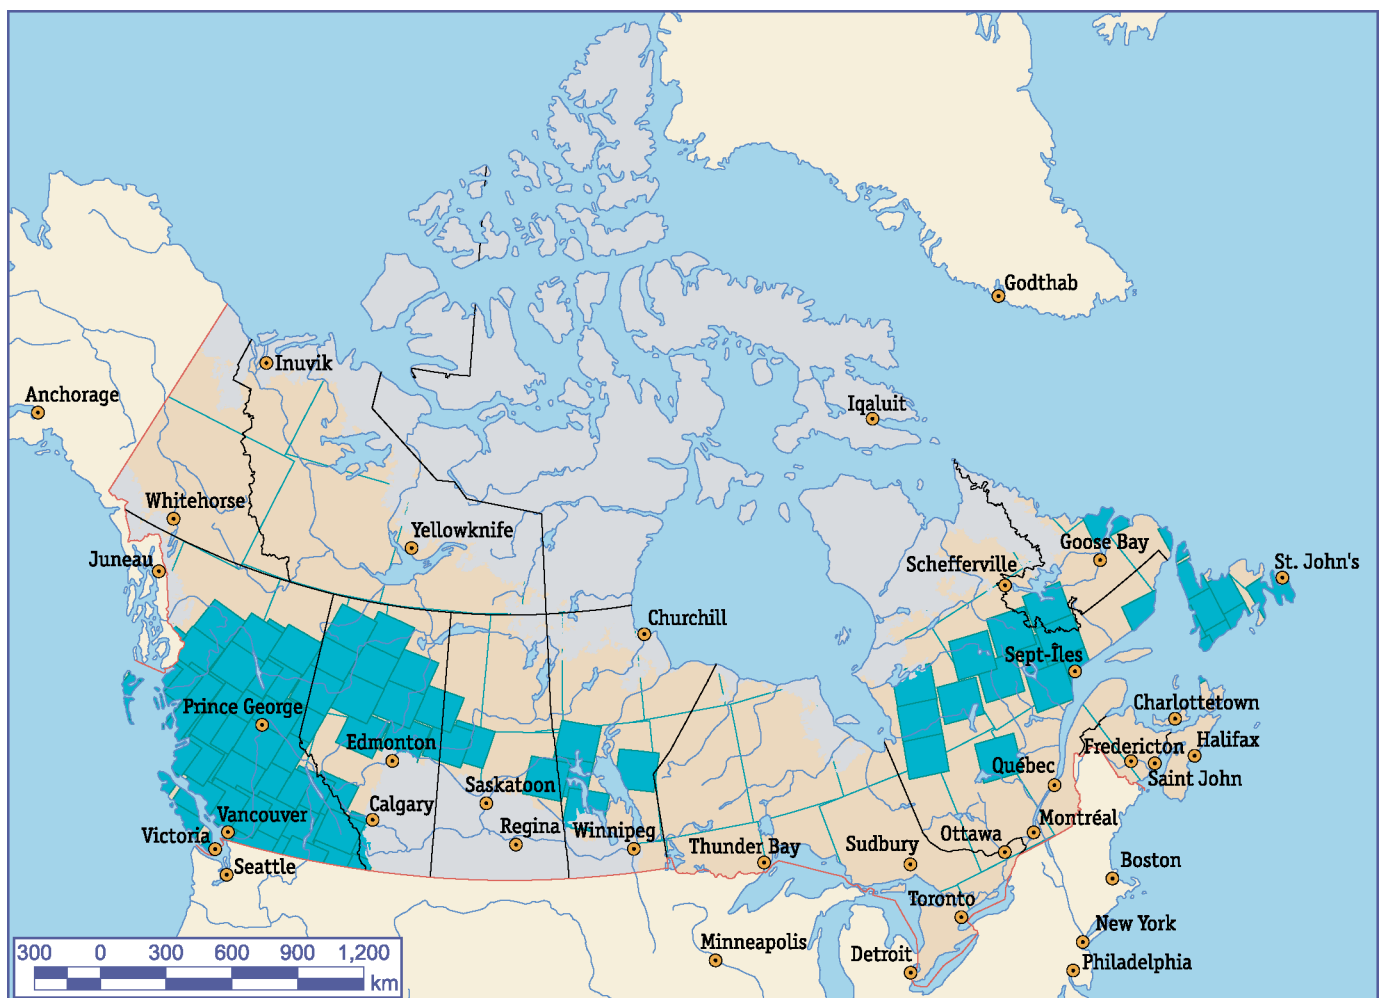 Godthab
Inuvik
Anchorage
Iqaluit
Whitehorse
Yellowknife
Goose Bay
Juneau
Schefferville
St. John's
Churchill
Sept-Îles
Prince George
Charlottetown
Edmonton
Fredericton
Halifax
Québec
Saint John
Saskatoon
Calgary
Vancouver
Montréal
Regina
Winnipeg
Ottawa
Victoria
Thunder Bay
Sudbury
Seattle
Boston
Toronto
New York
Minneapolis
Detroit
Philadelphia
300 0 300 600 900 1,200
km